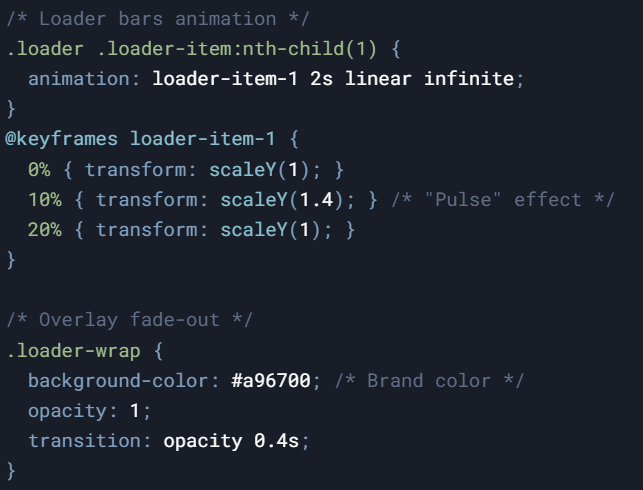 /* Loader bars animation */
.loader .loader-item:nth-child(1) {
  animation: loader-item-1 2s linear infinite;
}
@keyframes loader-item-1 {
  0% { transform: scaleY(1); }
  10% { transform: scaleY(1.4); } /* "Pulse" effect */
  20% { transform: scaleY(1); }
}

/* Overlay fade-out */
.loader-wrap {
  background-color: #a96700; /* Brand color */
  opacity: 1;
  transition: opacity 0.4s;
}